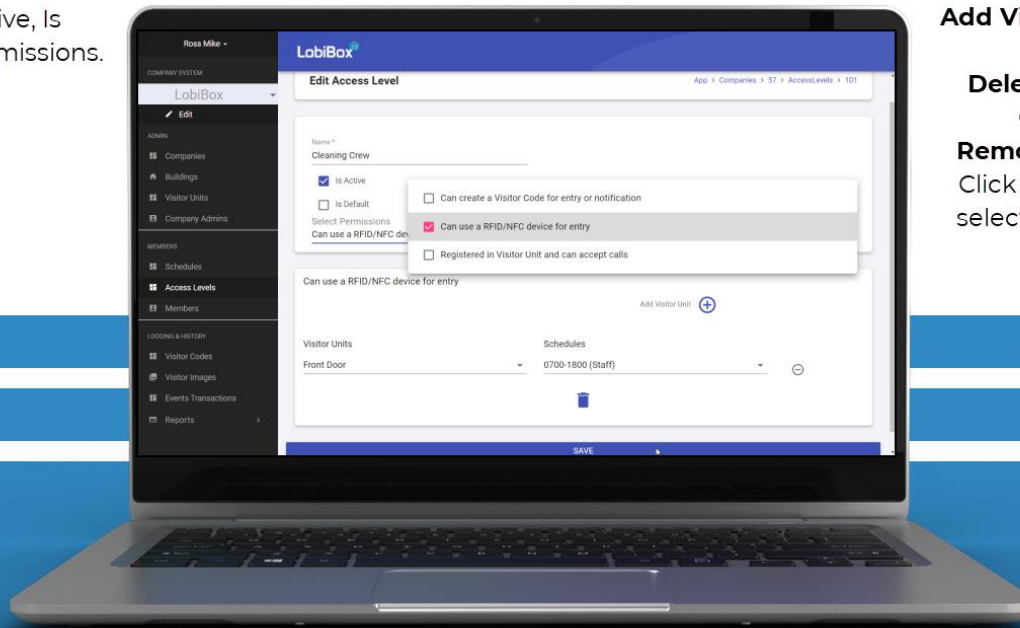 ive, Is
missions.
Add Vi
Dele
Remo
Click
select
Ross Mike
COMPANY SYSTEM
LobiBox
Edit
ADMIN
Companies
Buildings
Visitor Units
Company Admins
MEMBERS
Schedules
Access Levels
Members
LOGGING & HISTORY
Visitor Codes
Visitor Images
Events Transactions
Reports
LobiBox
Edit Access Level
App > Companies > 57 > AccessLevels > 101
Name *
Cleaning Crew
Is Active
Is Default
Select Permissions
Can use a RFID/NFC dev
Can create a Visitor Code for entry or notification
Can use a RFID/NFC device for entry
Registered in Visitor Unit and can accept calls
Can use a RFID/NFC device for entry
Add Visitor Unit
Visitor Units Schedules
Front Door 0700-1800 (Staff)
SAVE